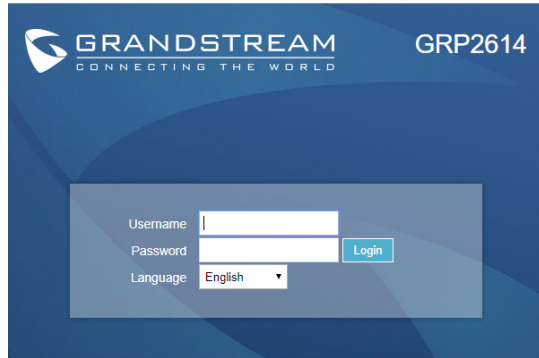 GRANDSTREAM
CONNECTING THE WORLD
GRP2614
Username
Password
Login
Language
English